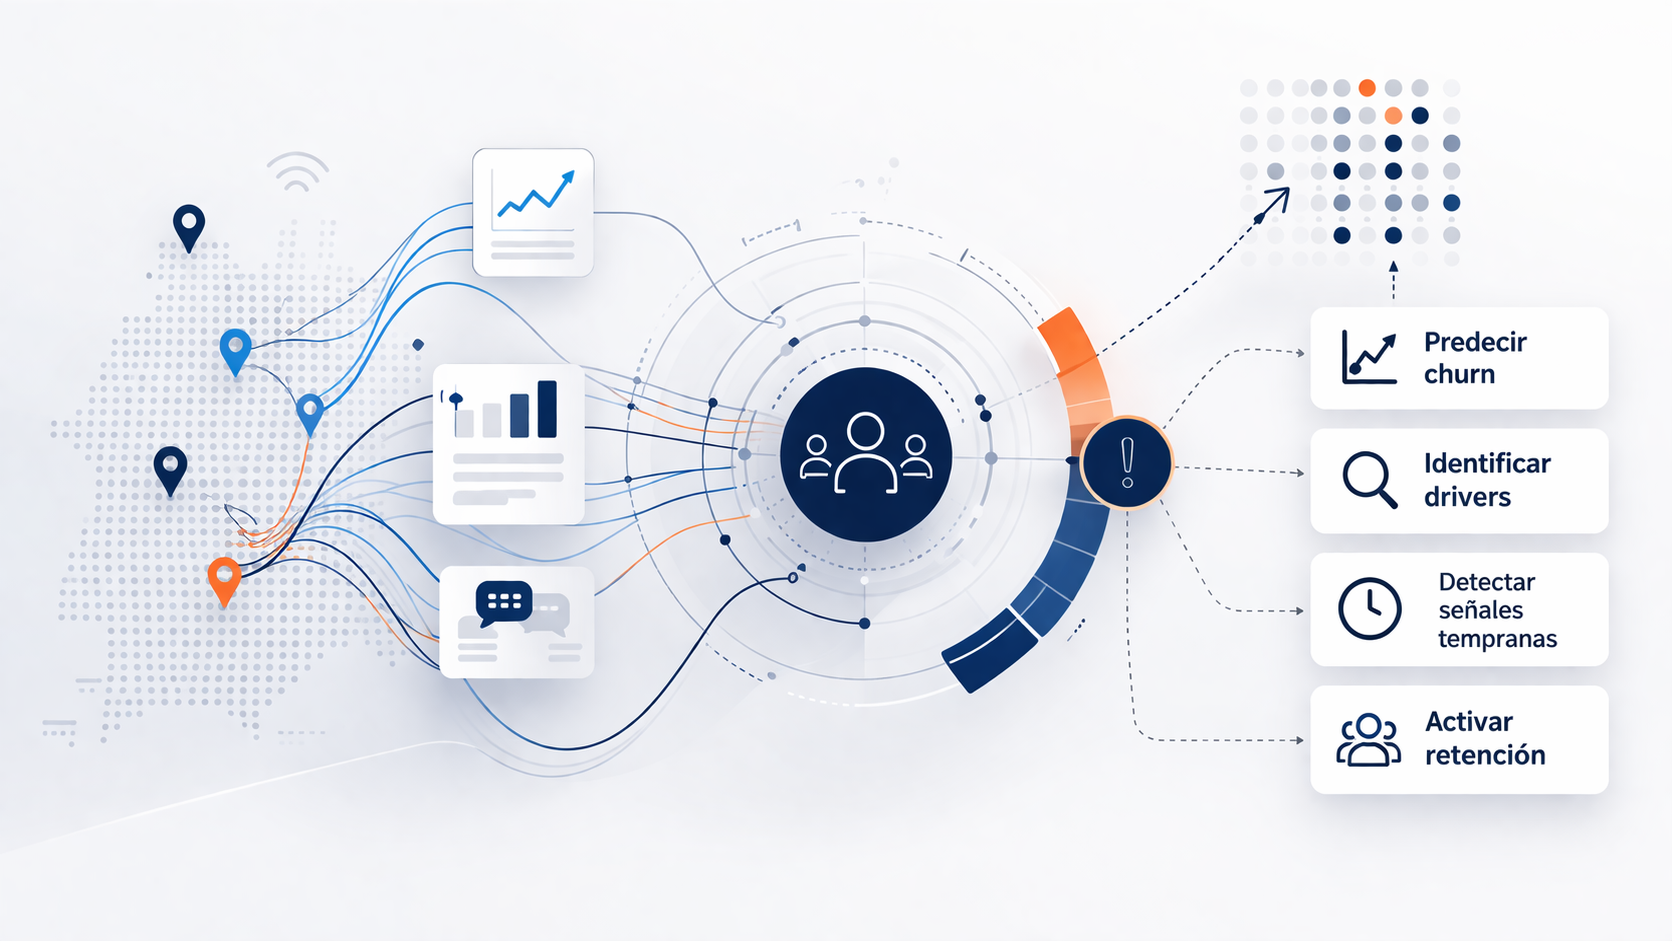 Predecir
churn
Identificar
drivers
Detectar
señales
tempranas
Activar
retención